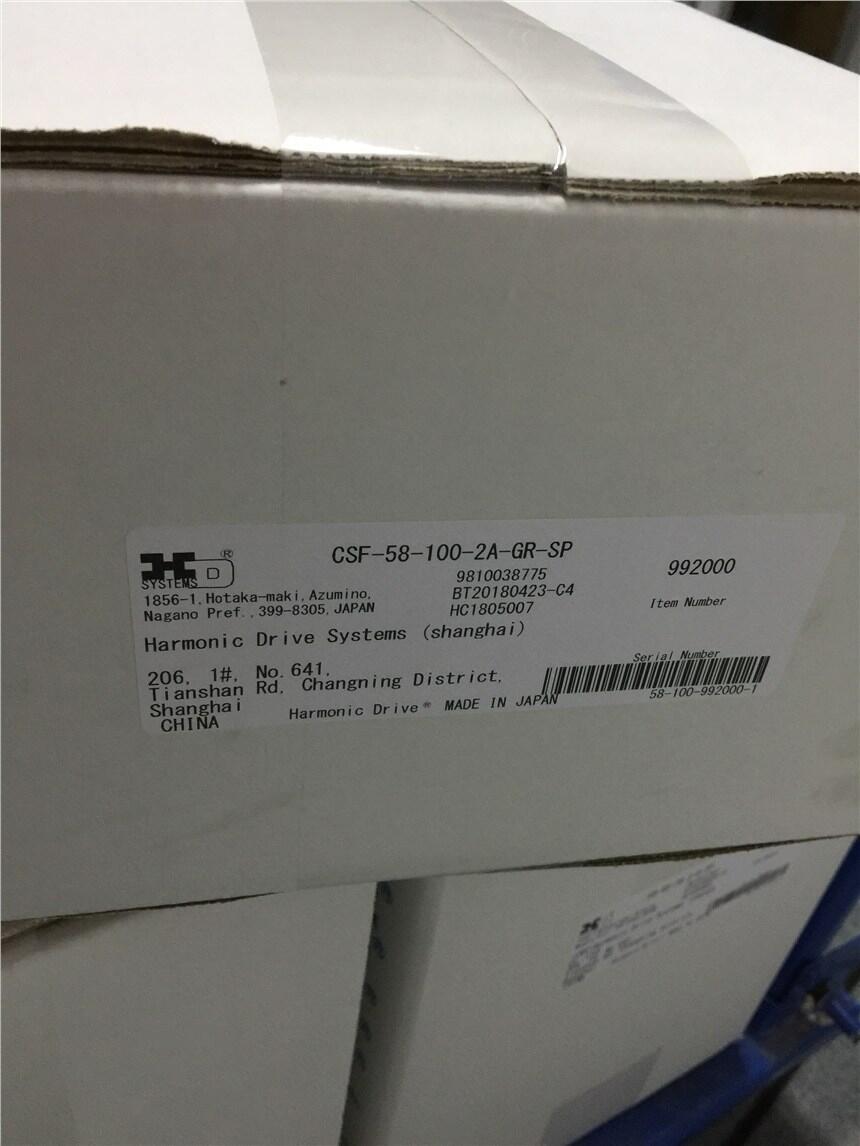 HD
SYSTEMS
®
CSF-58-100-2A-GR-SP
9810038775
BT20180423-C4
HC1805007
992000
Item Number
1856-1, Hotaka-maki, Azumino,
Nagano Pref., 399-8305, JAPAN
Harmonic Drive Systems (shanghai)
206, 1#, No. 641,
Tianshan Rd, Changning District,
Shanghai
CHINA
Harmonic Drive® MADE IN JAPAN
Serial Number
58-100-992000-1